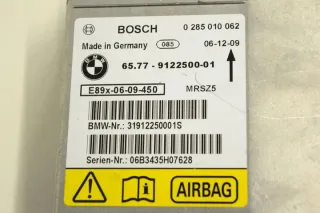 BOSCH 0 285 010 062
Made in Germany 085 06-12-09
BMW
65.77 - 9122500-01
E89x-06-09-450 MRSZ5
BMW-Nr.: 31912250001S
Serien-Nr.: 06B3435H07628
AIRBAG